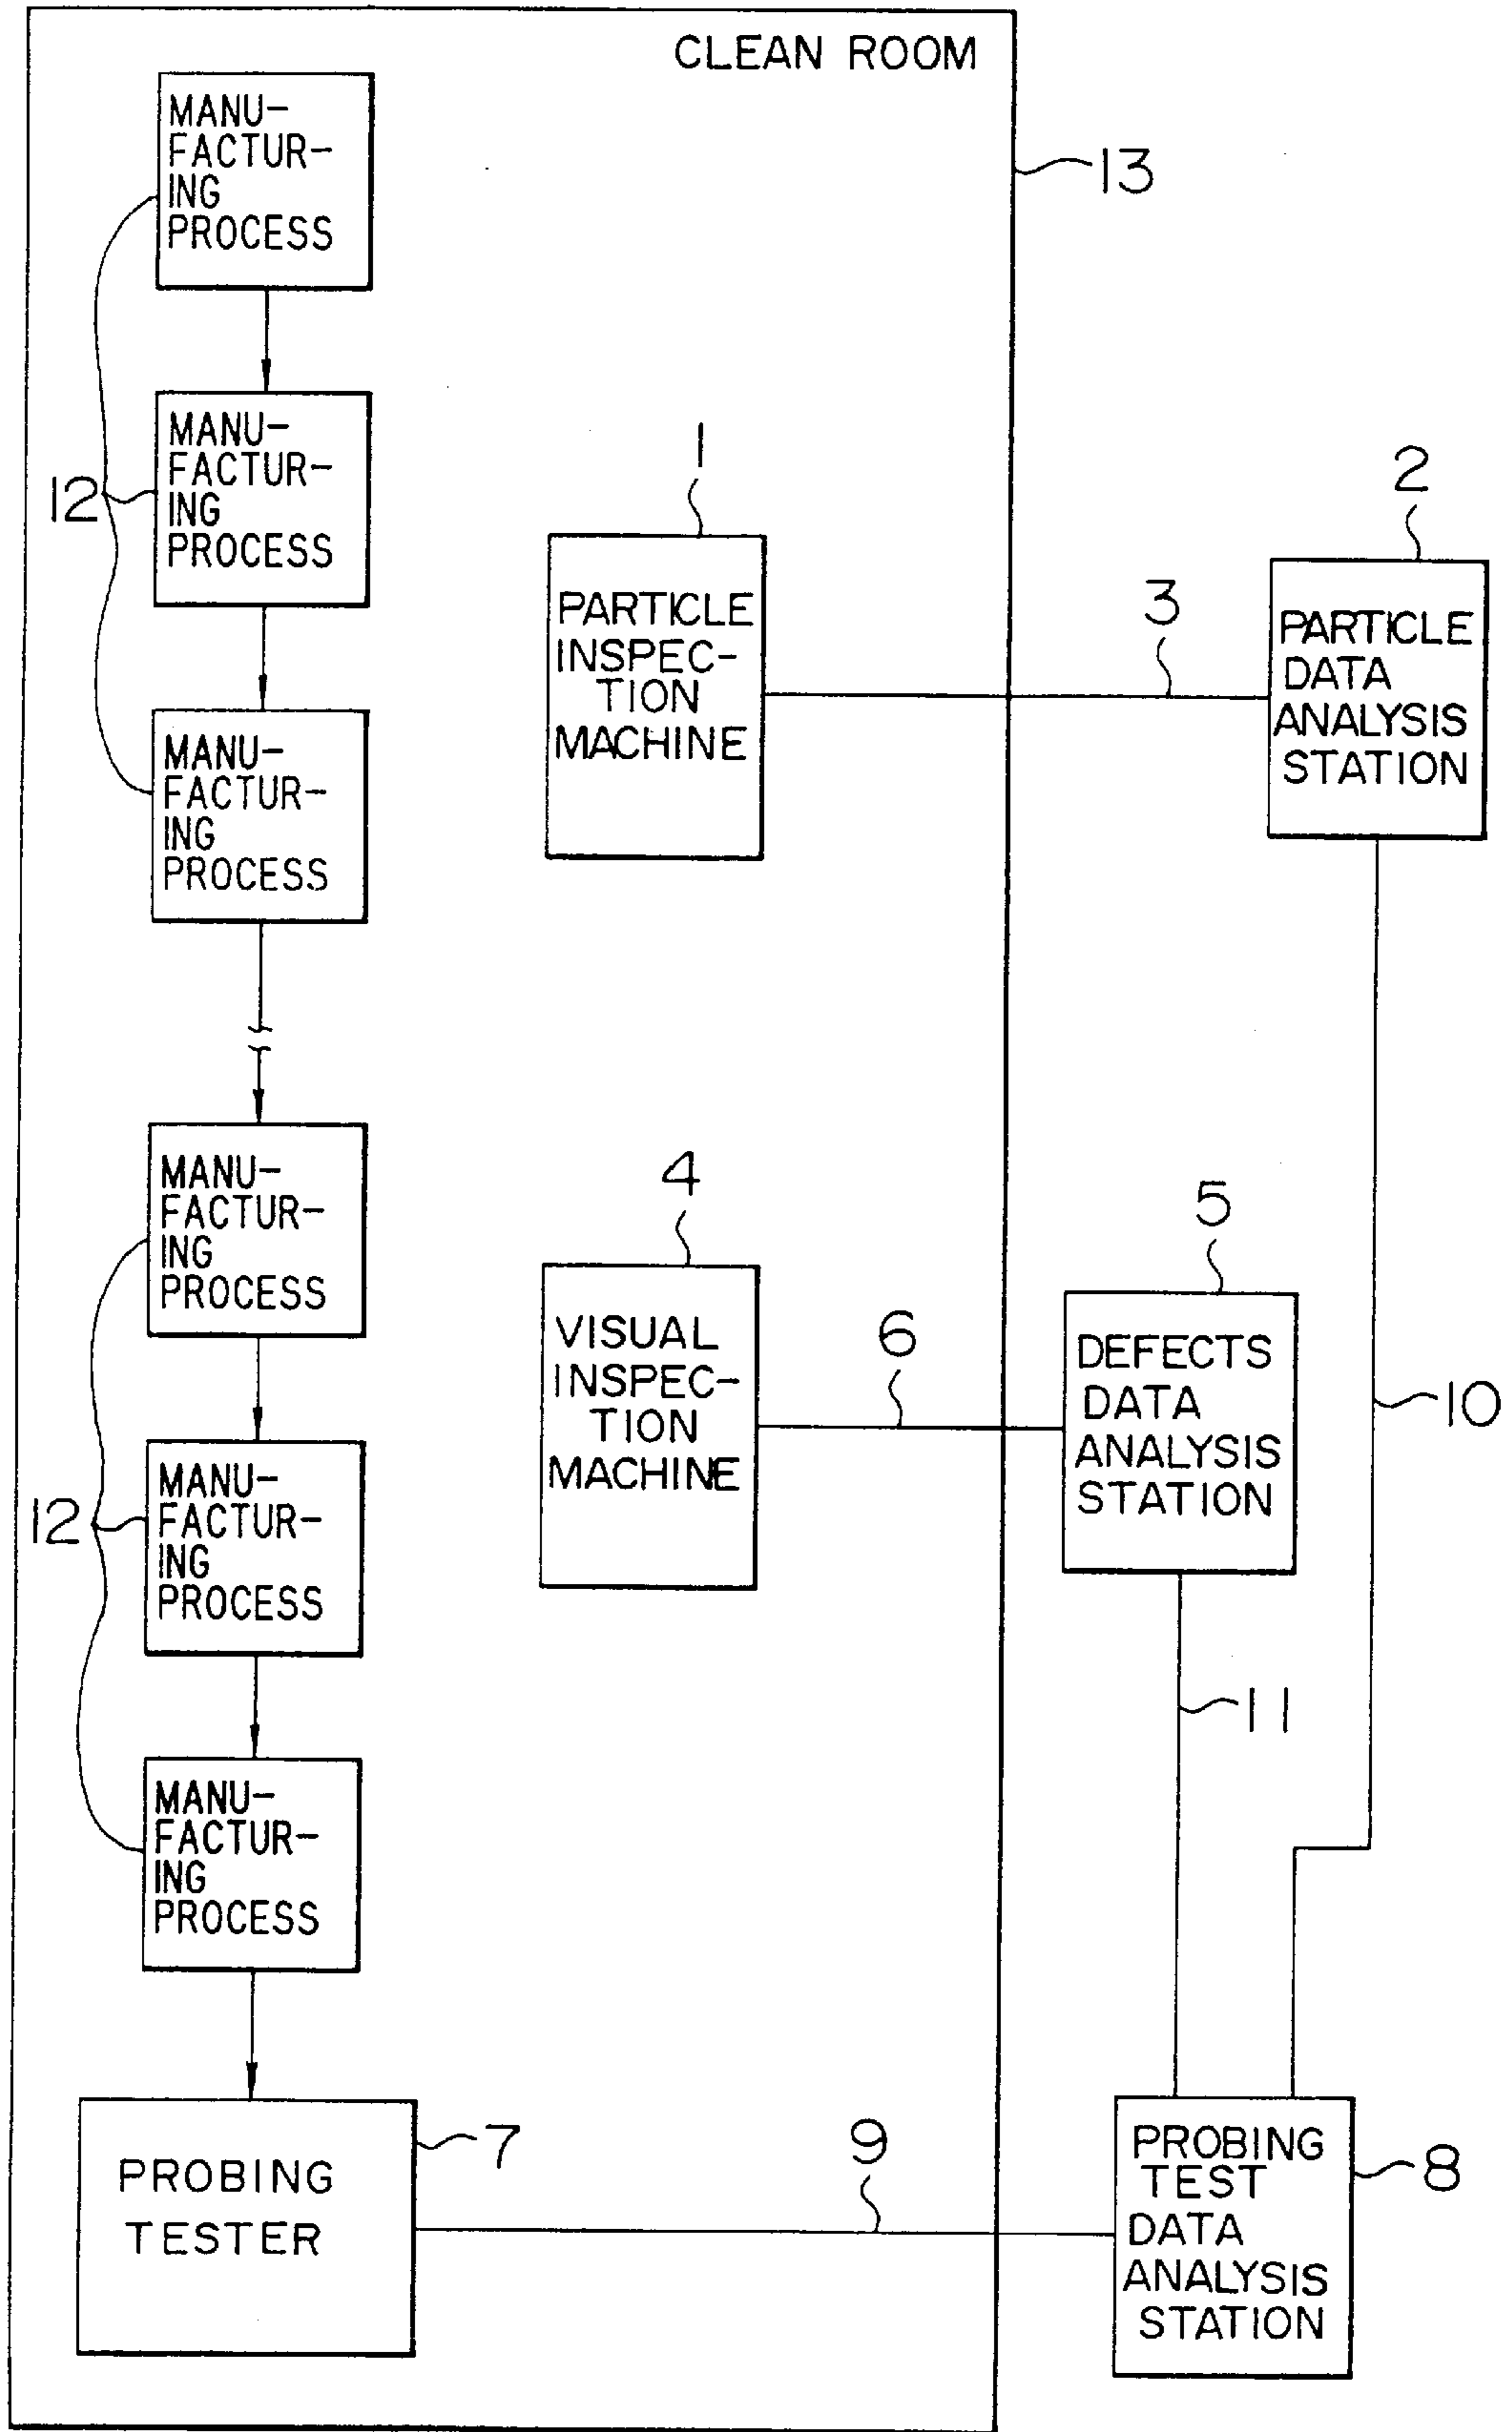 CLEAN ROOM
13
MANU-
FACTUR-
ING
PROCESS
12
MANU-
FACTUR-
ING
PROCESS
MANU-
FACTUR-
ING
PROCESS
1
PARTICLE
INSPEC-
TION
MACHINE
3
2
PARTICLE
DATA
ANALYSIS
STATION
10
MANU-
FACTUR-
ING
PROCESS
12
MANU-
FACTUR-
ING
PROCESS
MANU-
FACTUR-
ING
PROCESS
4
VISUAL
INSPEC-
TION
MACHINE
6
5
DEFECTS
DATA
ANALYSIS
STATION
11
PROBING
TESTER
7
9
PROBING
TEST
DATA
ANALYSIS
STATION
8